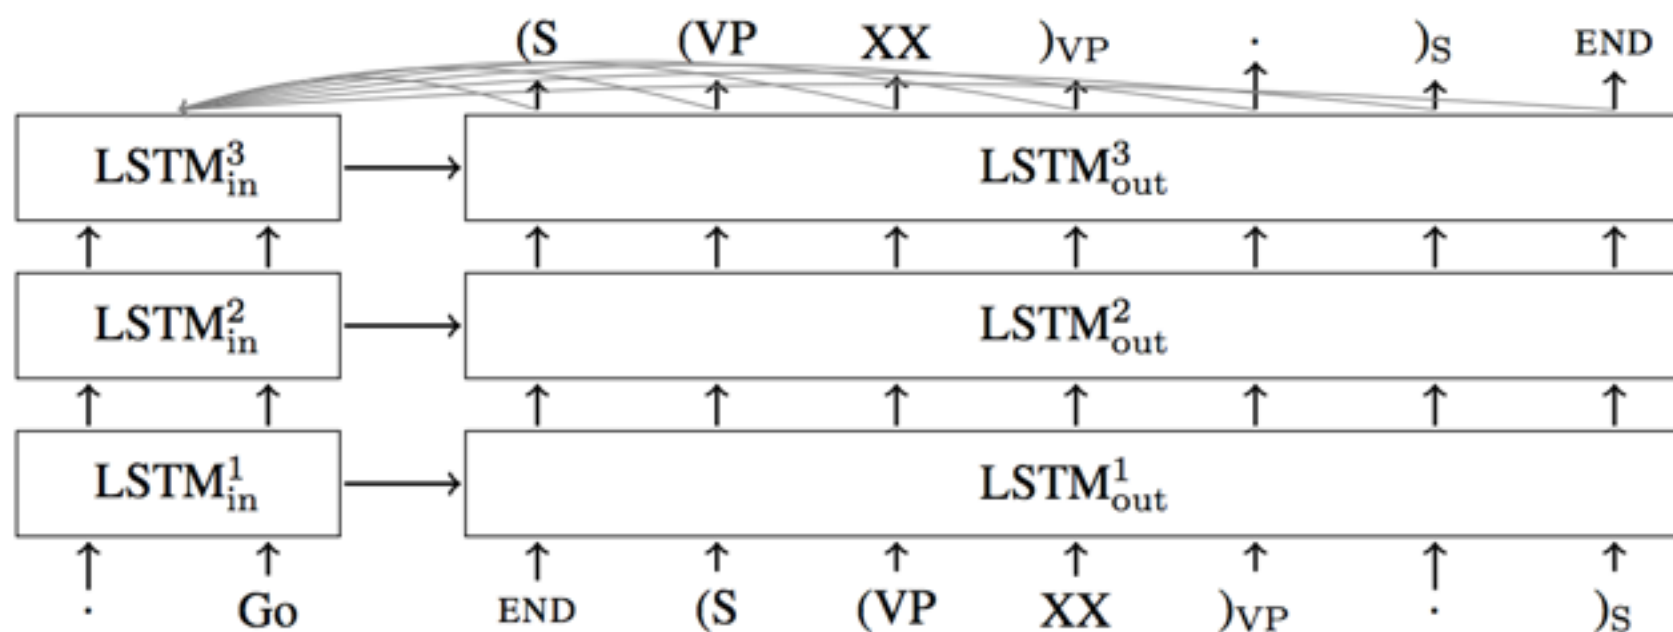 (S (VP XX )VP . )S END
LSTM³in LSTM³out
LSTM²in LSTM²out
LSTM¹in LSTM¹out
. Go END (S (VP XX )VP . )S